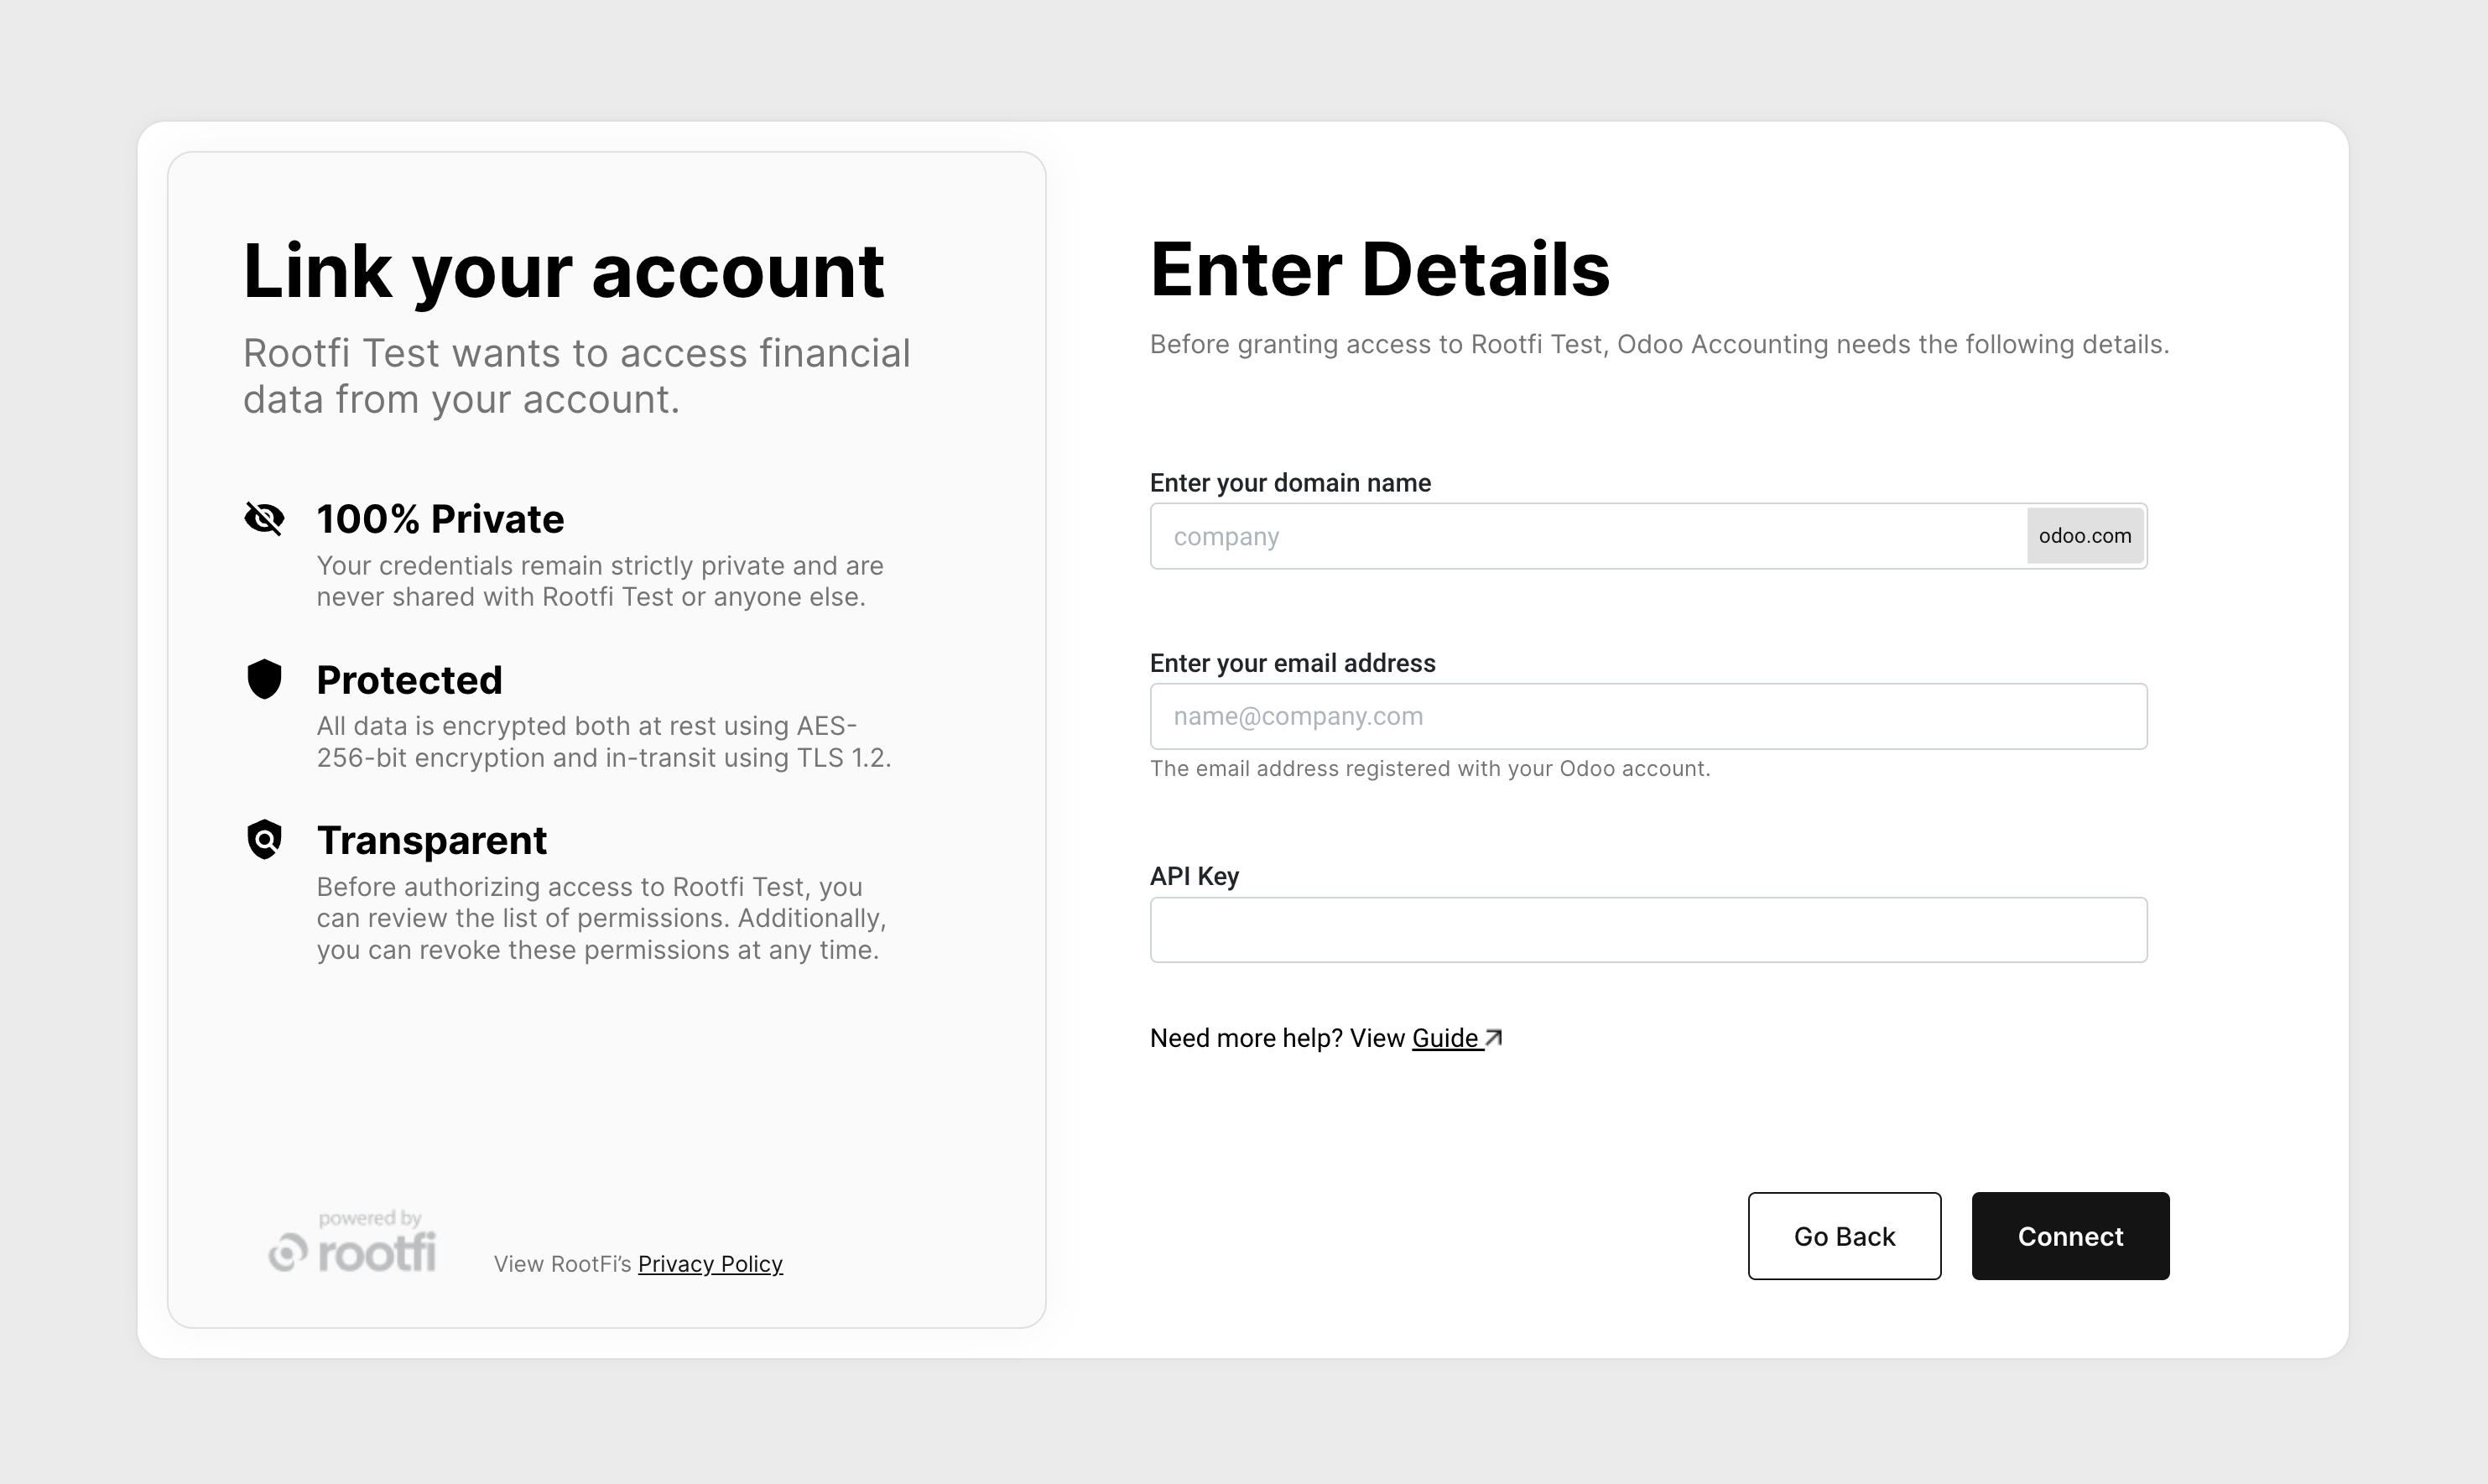 Link your account
Rootfi Test wants to access financial
data from your account.
100% Private
Your credentials remain strictly private and are
never shared with Rootfi Test or anyone else.
Protected
All data is encrypted both at rest using AES-
256-bit encryption and in-transit using TLS 1.2.
Transparent
Before authorizing access to Rootfi Test, you
can review the list of permissions. Additionally,
you can revoke these permissions at any time.
powered by
rootfi
View RootFi’s Privacy Policy
Enter Details
Before granting access to Rootfi Test, Odoo Accounting needs the following details.
Enter your domain name
company odoo.com
Enter your email address
name@company.com
The email address registered with your Odoo account.
API Key
Need more help? View Guide
Go Back Connect